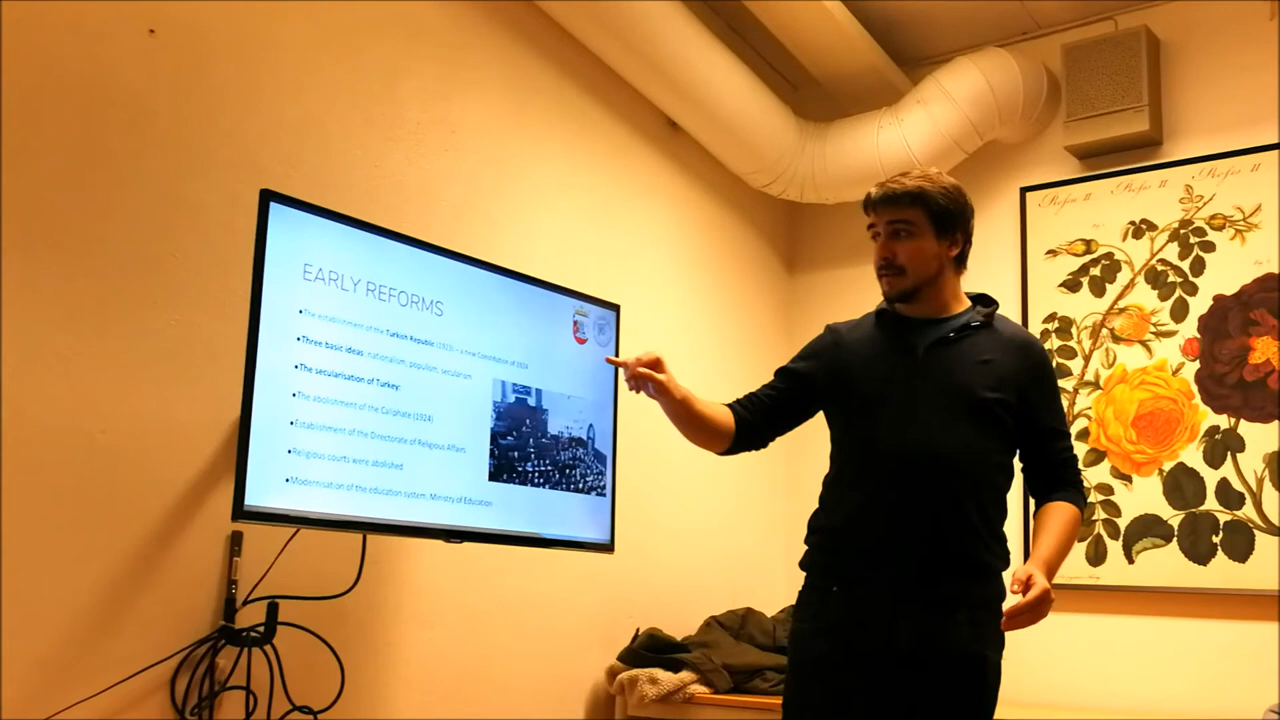 EARLY REFORMS
•The establishment of the Turkish Republic (1923) – a new Constitution of 1924
•Three basic ideas: nationalism, populism, secularism
•The secularisation of Turkey:
•The abolishment of the Caliphate (1924)
•Establishment of the Directorate of Religious Affairs
•Religious courts were abolished
•Modernisation of the education system, Ministry of Education